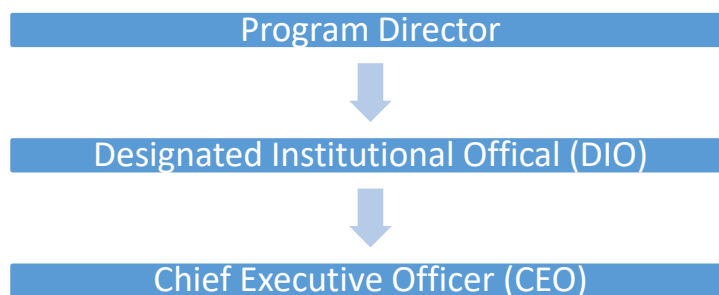 Program Director
Designated Institutional Offical (DIO)
Chief Executive Officer (CEO)